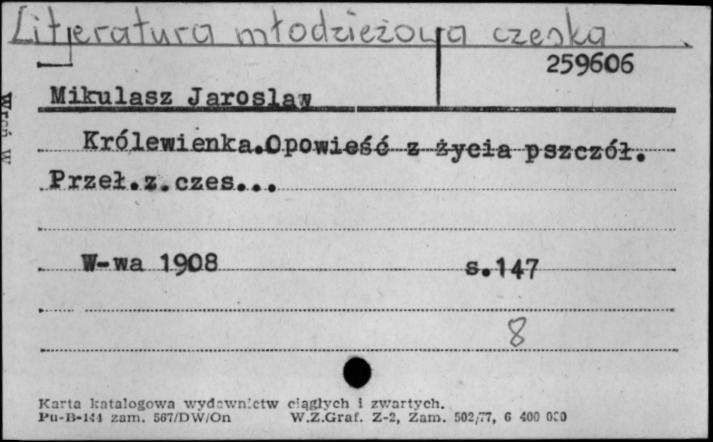 Literatura młodzieżowa czeska
259606
Mikulasz Jaroslaw
Królewienka.Opowieść z życia pszczół.
Przeł.z.czes...
W-wa 1908 s.147
8
Karta katalogowa wydawnictw ciągłych i zwartych.
Pu-B-144 zam. 567/DW/On W.Z.Graf. Z-2, Zam. 502/77, 6 400 000